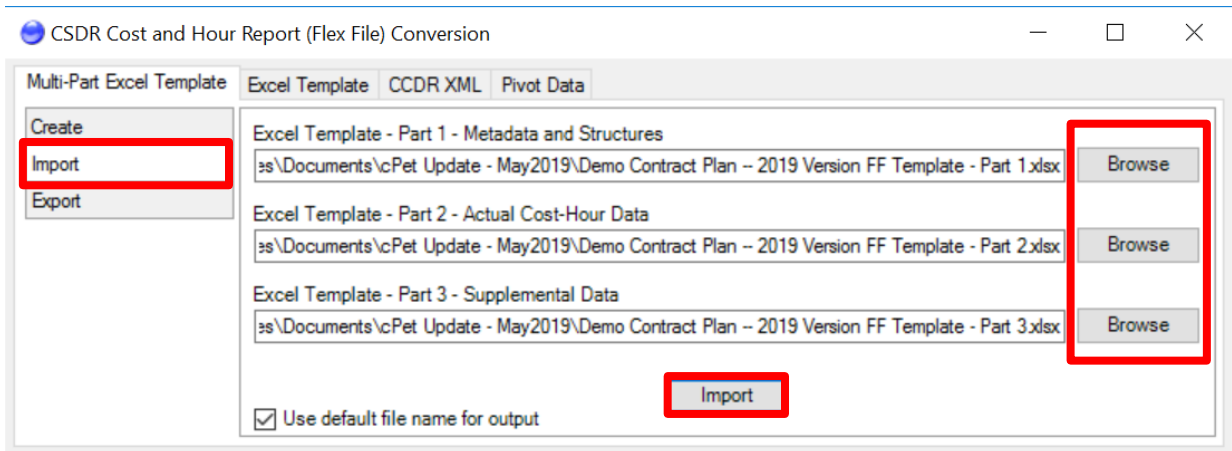 CSDR Cost and Hour Report (Flex File) Conversion
Multi-Part Excel Template Excel Template CCDR XML Pivot Data
Create
Import
Export
Excel Template - Part 1 - Metadata and Structures
es\Documents\cPet Update - May2019\Demo Contract Plan -- 2019 Version FF Template - Part 1.xlsx Browse
Excel Template - Part 2 - Actual Cost-Hour Data
es\Documents\cPet Update - May2019\Demo Contract Plan -- 2019 Version FF Template - Part 2.xlsx Browse
Excel Template - Part 3 - Supplemental Data
es\Documents\cPet Update - May2019\Demo Contract Plan -- 2019 Version FF Template - Part 3.xlsx Browse
Import
Use default file name for output